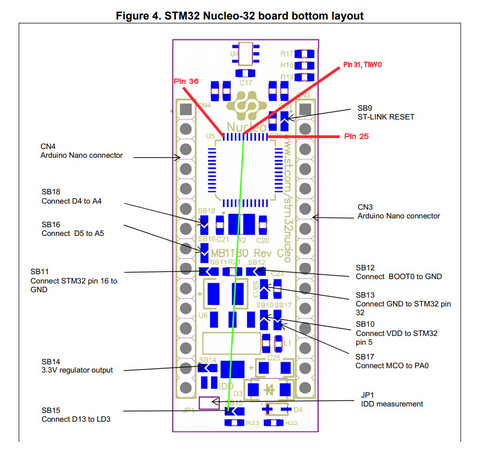 Figure 4. STM32 Nucleo-32 board bottom layout
U4
R17
R18
R19
C17
Pin 36
Pin 31, TSWO
CN4
CN3
SB9
ST-LINK RESET
U5
Nucleo
Pin 25
www.st.com/stm32nucleo
CN4
Arduino Nano connector
SB18
Connect D4 to A4
SB16
Connect  D5 to A5
CN3
Arduino Nano connector
SB18
C21
X2
C20
SB16
MB1180 Rev C
SB11
Connect STM32 pin 16 to
GND
SB11
SB12
SB12
Connect  BOOT0 to GND
SB13
Connect GND to STM32 pin
32
SB10
Connect VDD to STM32
pin 5
SB17
Connect MCO to PA0
U6
SB10
SB17
L1
SB14
3.3V regulator output
SB14
C25
IDD
D3
JP1
IDD measurement
SB15
Connect D13 to LD3
JP1
D4
R23
R22